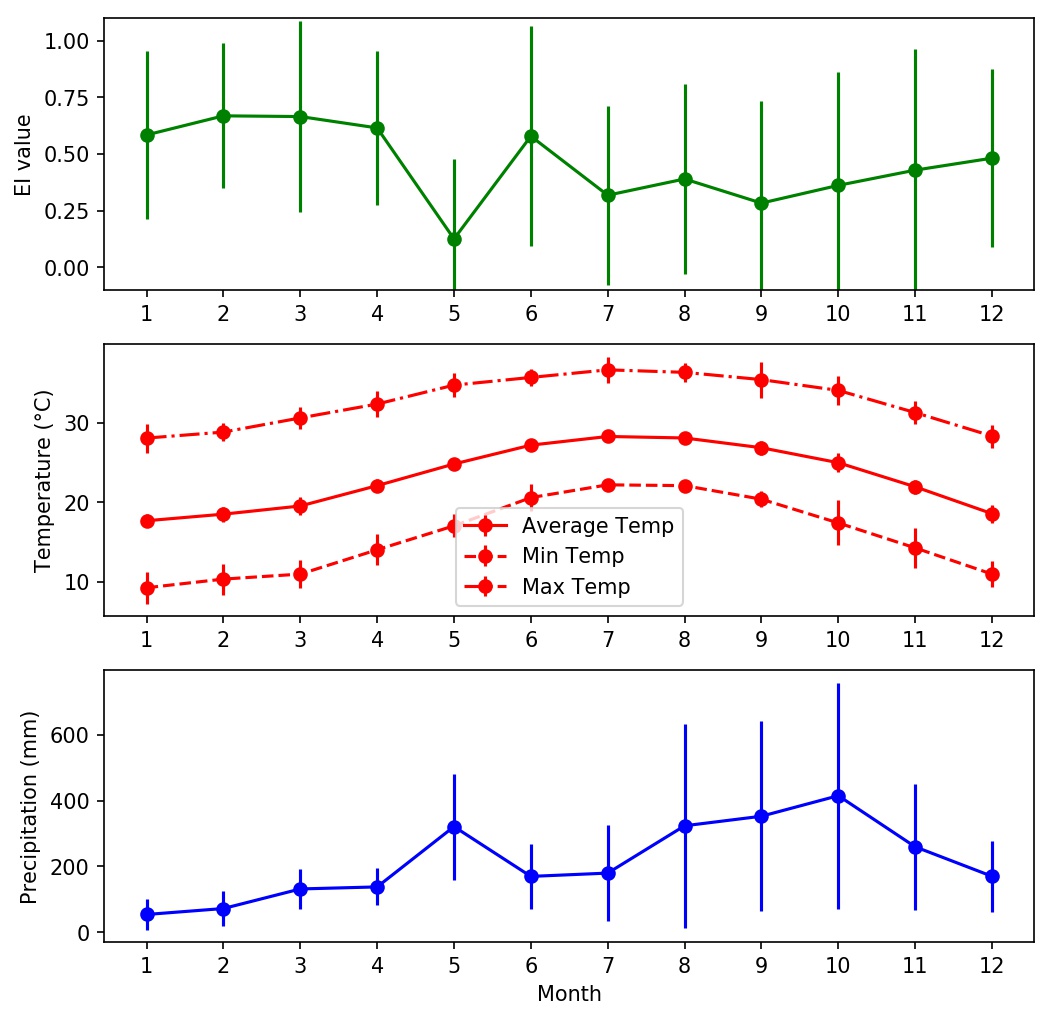 EI value
1.00
0.75
0.50
0.25
0.00
1 2 3 4 5 6 7 8 9 10 11 12
Temperature (°C)
30
20
10
Average Temp
Min Temp
Max Temp
1 2 3 4 5 6 7 8 9 10 11 12
Precipitation (mm)
600
400
200
0
1 2 3 4 5 6 7 8 9 10 11 12
Month